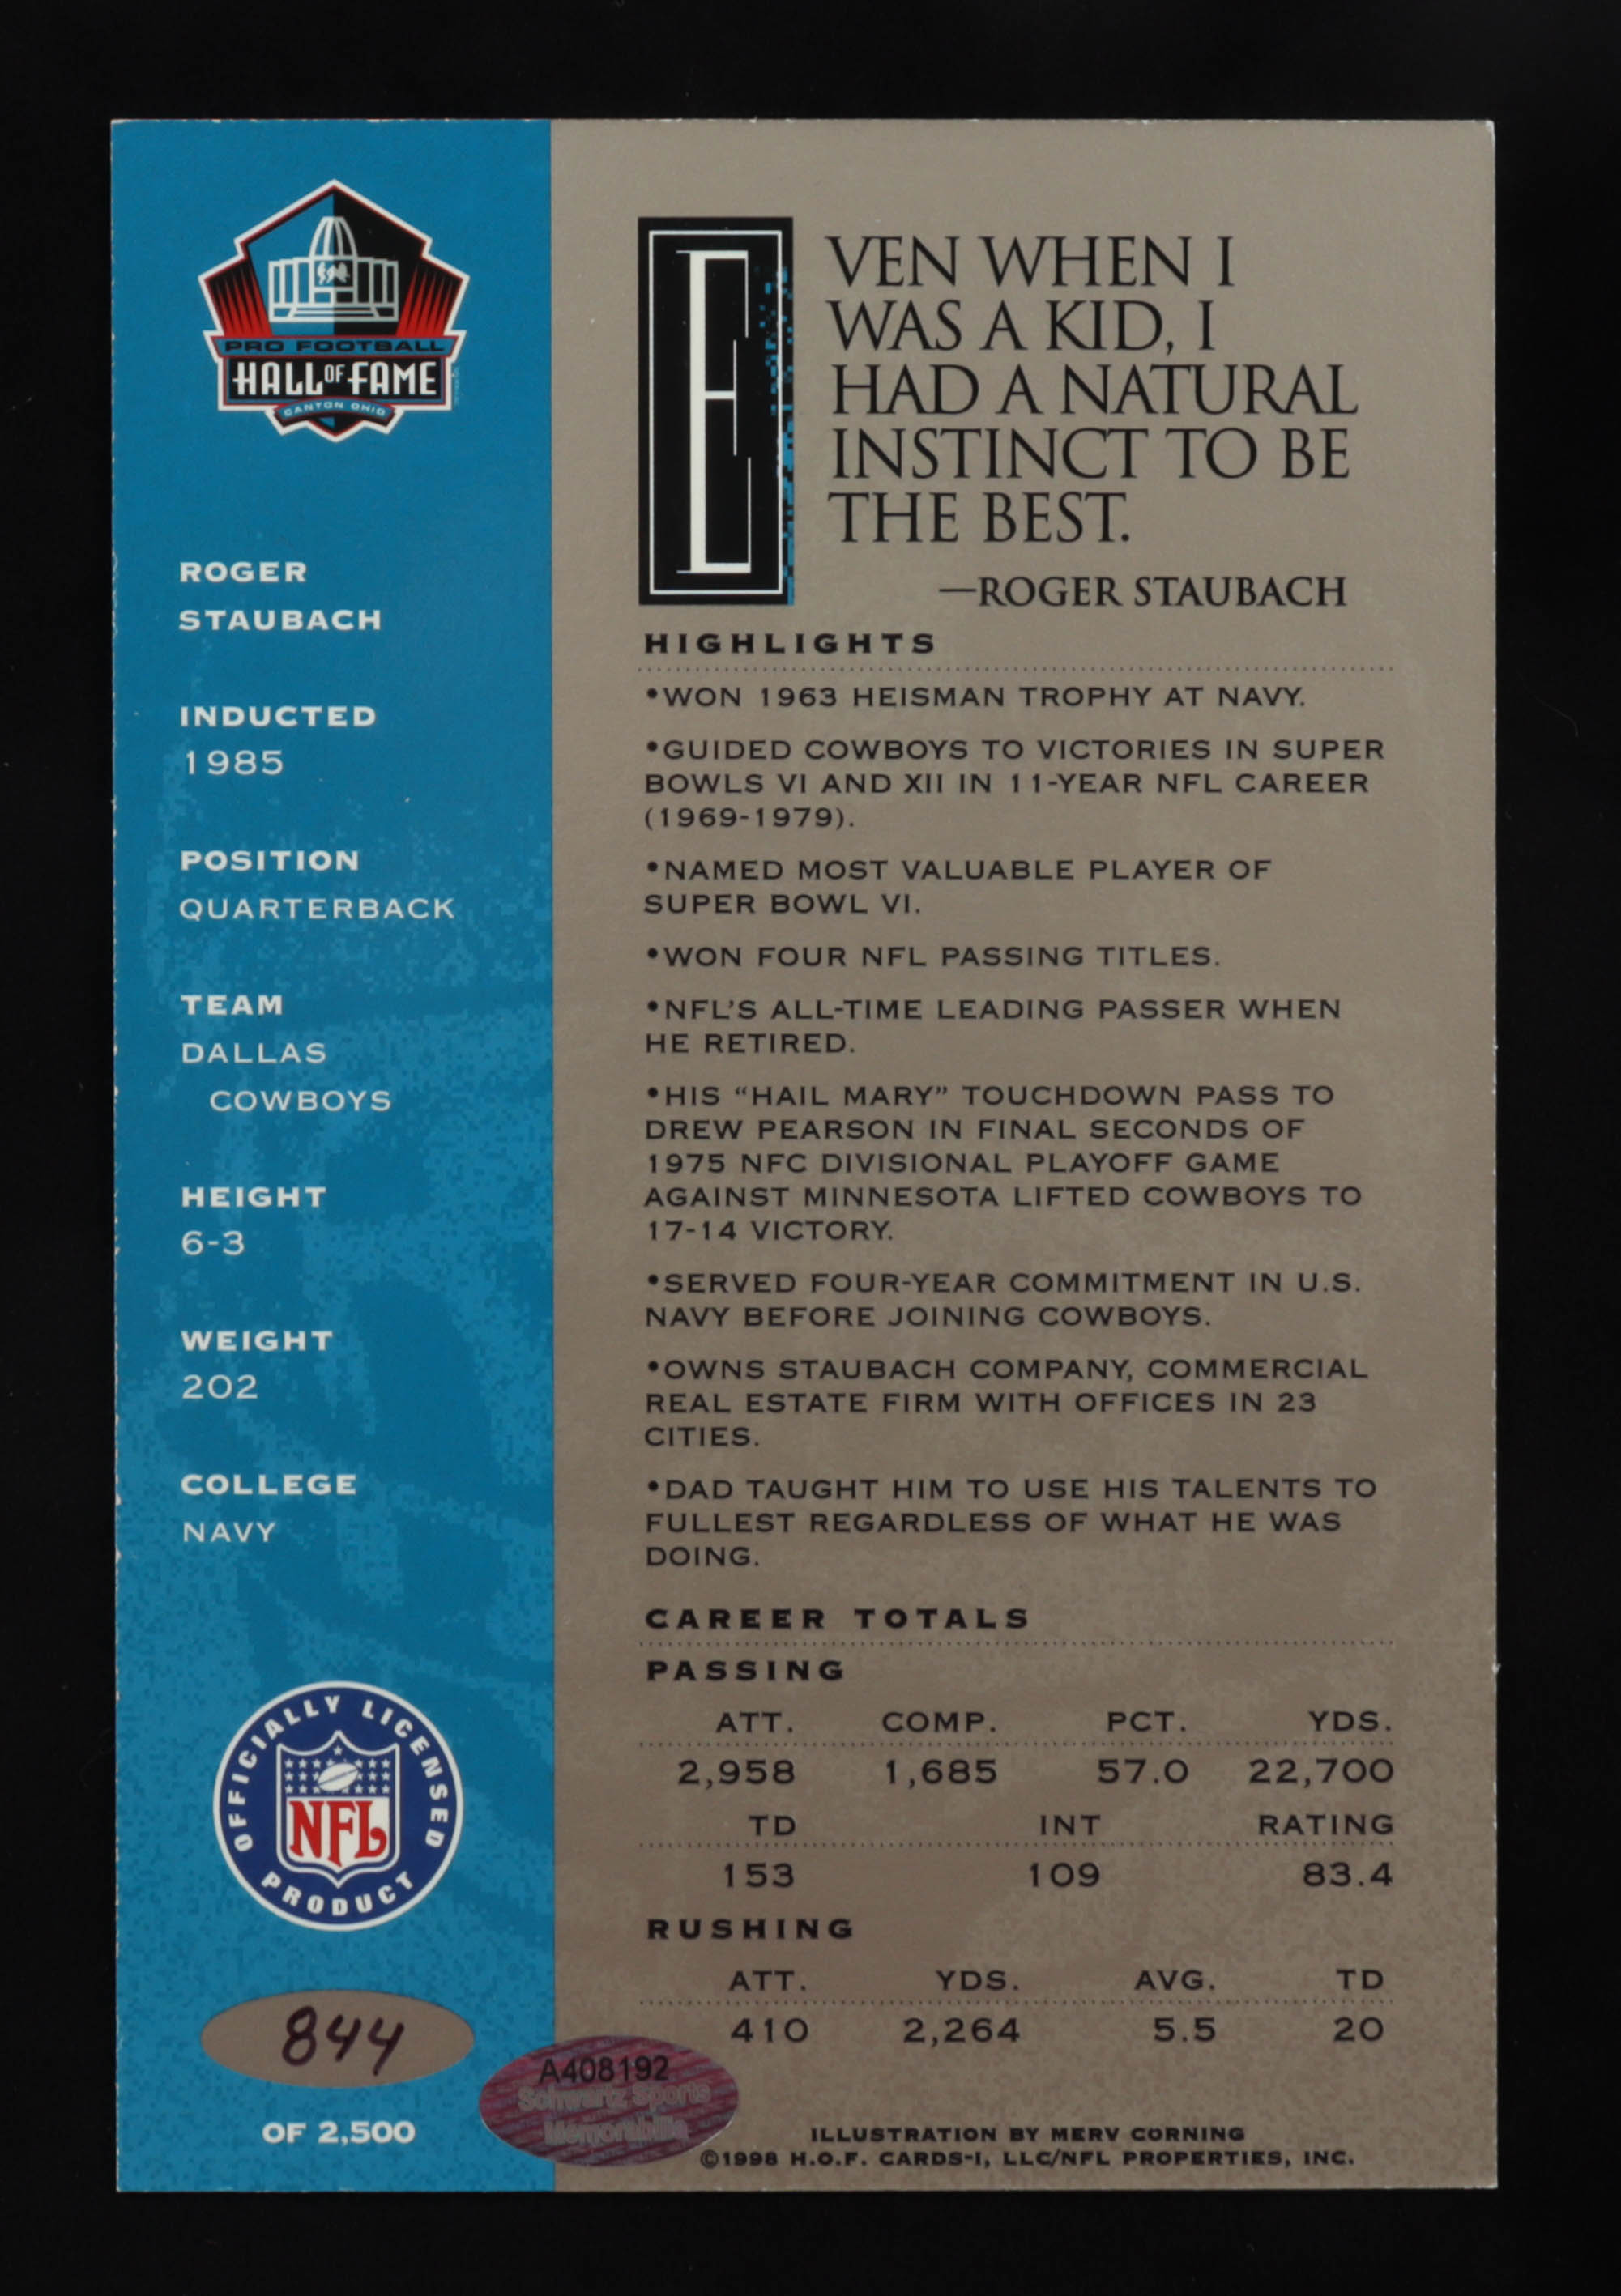 PRO FOOTBALL
HALL OF FAME
CANTON OHIO
ROGER
STAUBACH
INDUCTED
1985
POSITION
QUARTERBACK
TEAM
DALLAS
COWBOYS
HEIGHT
6-3
WEIGHT
202
COLLEGE
NAVY
OFFICIALLY LICENSED
NFL
PRODUCT
844
OF 2,500
EVEN WHEN I
WAS A KID, I
HAD A NATURAL
INSTINCT TO BE
THE BEST.
—ROGER STAUBACH
HIGHLIGHTS
•WON 1963 HEISMAN TROPHY AT NAVY.
•GUIDED COWBOYS TO VICTORIES IN SUPER
BOWLS VI AND XII IN 11-YEAR NFL CAREER
(1969-1979).
•NAMED MOST VALUABLE PLAYER OF
SUPER BOWL VI.
•WON FOUR NFL PASSING TITLES.
•NFL'S ALL-TIME LEADING PASSER WHEN
HE RETIRED.
•HIS “HAIL MARY” TOUCHDOWN PASS TO
DREW PEARSON IN FINAL SECONDS OF
1975 NFC DIVISIONAL PLAYOFF GAME
AGAINST MINNESOTA LIFTED COWBOYS TO
17-14 VICTORY.
•SERVED FOUR-YEAR COMMITMENT IN U.S.
NAVY BEFORE JOINING COWBOYS.
•OWNS STAUBACH COMPANY, COMMERCIAL
REAL ESTATE FIRM WITH OFFICES IN 23
CITIES.
•DAD TAUGHT HIM TO USE HIS TALENTS TO
FULLEST REGARDLESS OF WHAT HE WAS
DOING.
CAREER TOTALS
PASSING
ATT. COMP. PCT. YDS.
2,958 1,685 57.0 22,700
TD INT RATING
153 109 83.4
RUSHING
ATT. YDS. AVG. TD
410 2,264 5.5 20
A408192
Schwartz Sports
Memorabilia
ILLUSTRATION BY MERV CORNING
©1998 H.O.F. CARDS-I, LLC/NFL PROPERTIES, INC.